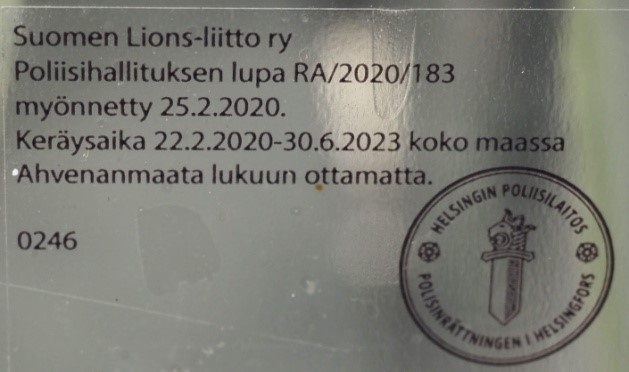 Suomen Lions-liitto ry
Poliisihallituksen lupa RA/2020/183
myönnetty 25.2.2020.
Keräysaika 22.2.2020-30.6.2023 koko maassa
Ahvenanmaata lukuun ottamatta.
0246
HELSINGIN POLIISILAITOS
POLISINRÄTTNINGEN I HELSINGFORS